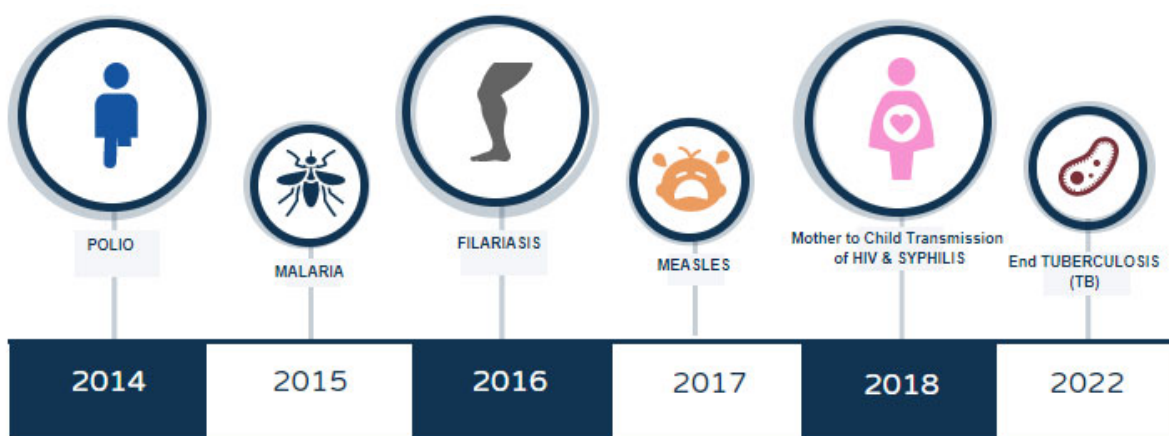 POLIO
MALARIA
FILARIASIS
MEASLES
Mother to Child Transmission
of HIV & SYPHILIS
End TUBERCULOSIS
(TB)
2014
2015
2016
2017
2018
2022